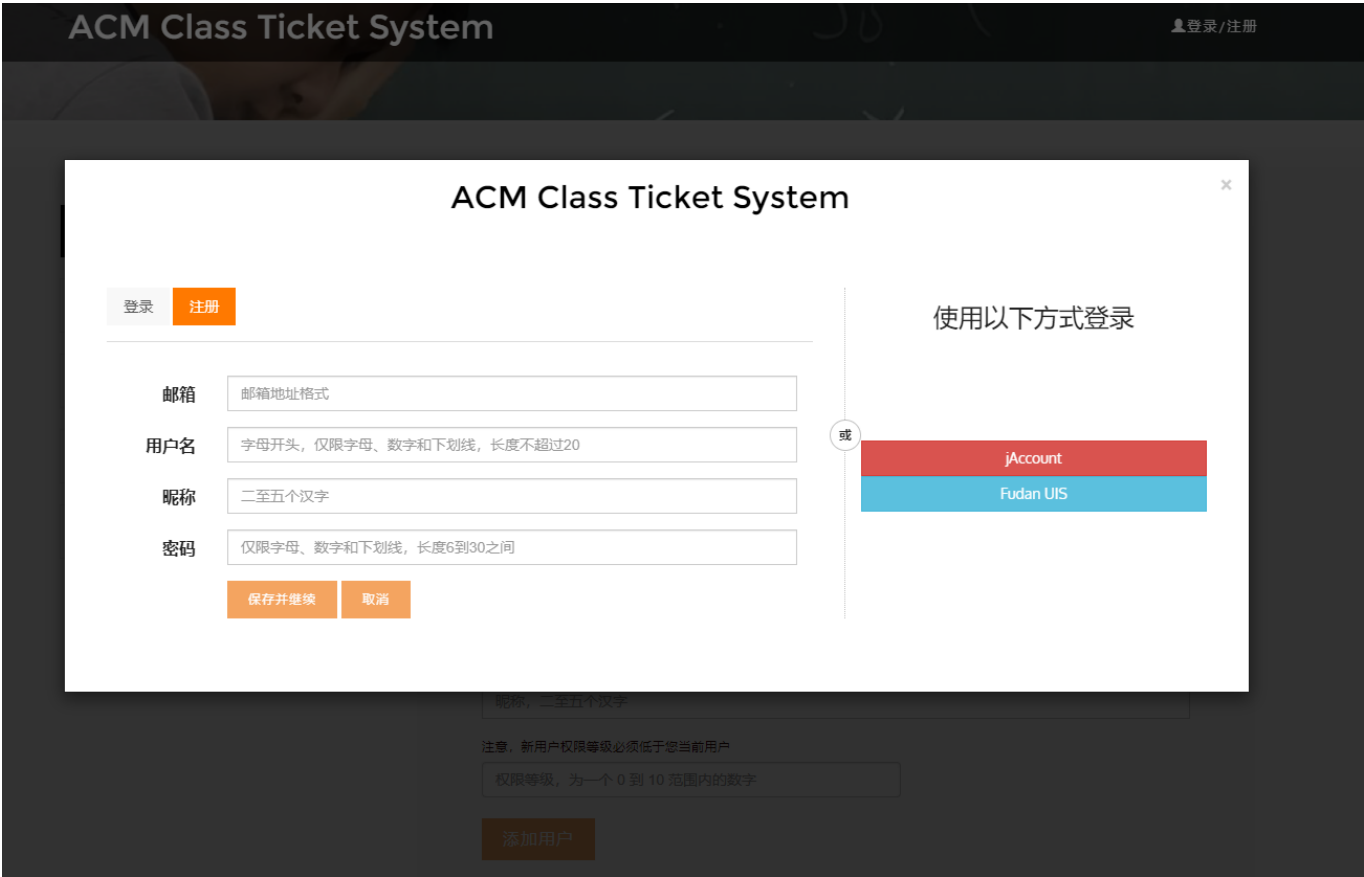 ACM Class Ticket System
登录/注册
ACM Class Ticket System
×
登录
注册
使用以下方式登录
邮箱
邮箱地址格式
用户名
字母开头，仅限字母、数字和下划线，长度不超过20
或
jAccount
昵称
二至五个汉字
Fudan UIS
密码
仅限字母、数字和下划线，长度6到30之间
保存并继续
取消
昵称，二至五个汉字
注意，新用户权限等级必须低于您当前用户
权限等级，为一个 0 到 10 范围内的数字
添加用户